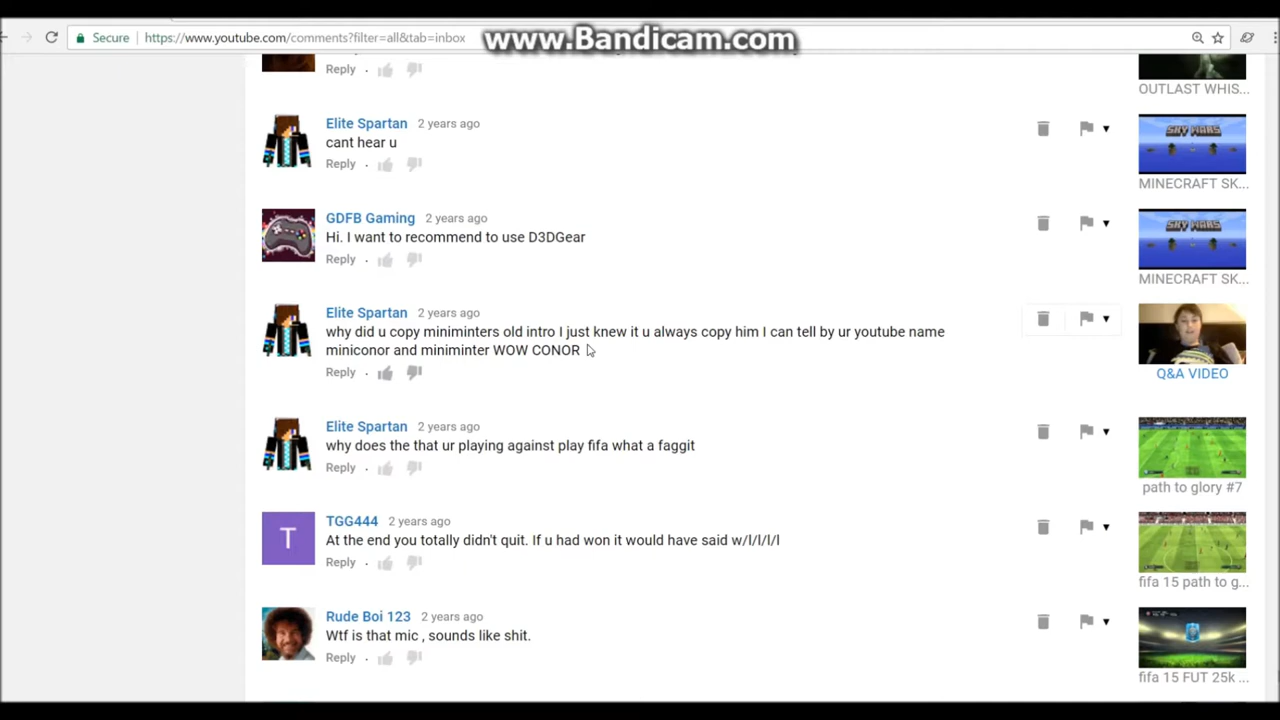 Secure
https://www.youtube.com/comments?filter=all&tab=inbox
www.Bandicam.com
Reply
OUTLAST WHIS...
Elite Spartan 2 years ago
cant hear u
Reply
MINECRAFT SK...
GDFB Gaming 2 years ago
Hi. I want to recommend to use D3DGear
Reply
SKY WARS
MINECRAFT SK...
Elite Spartan 2 years ago
why did u copy miniminters old intro I just knew it u always copy him I can tell by ur youtube name
miniconor and miniminter WOW CONOR
Reply
Q&A VIDEO
Elite Spartan 2 years ago
why does the that ur playing against play fifa what a faggit
Reply
path to glory #7
T
TGG444 2 years ago
At the end you totally didn't quit. If u had won it would have said w/l/l/l/l
Reply
fifa 15 path to g...
Rude Boi 123 2 years ago
Wtf is that mic , sounds like shit.
Reply
fifa 15 FUT 25k ...